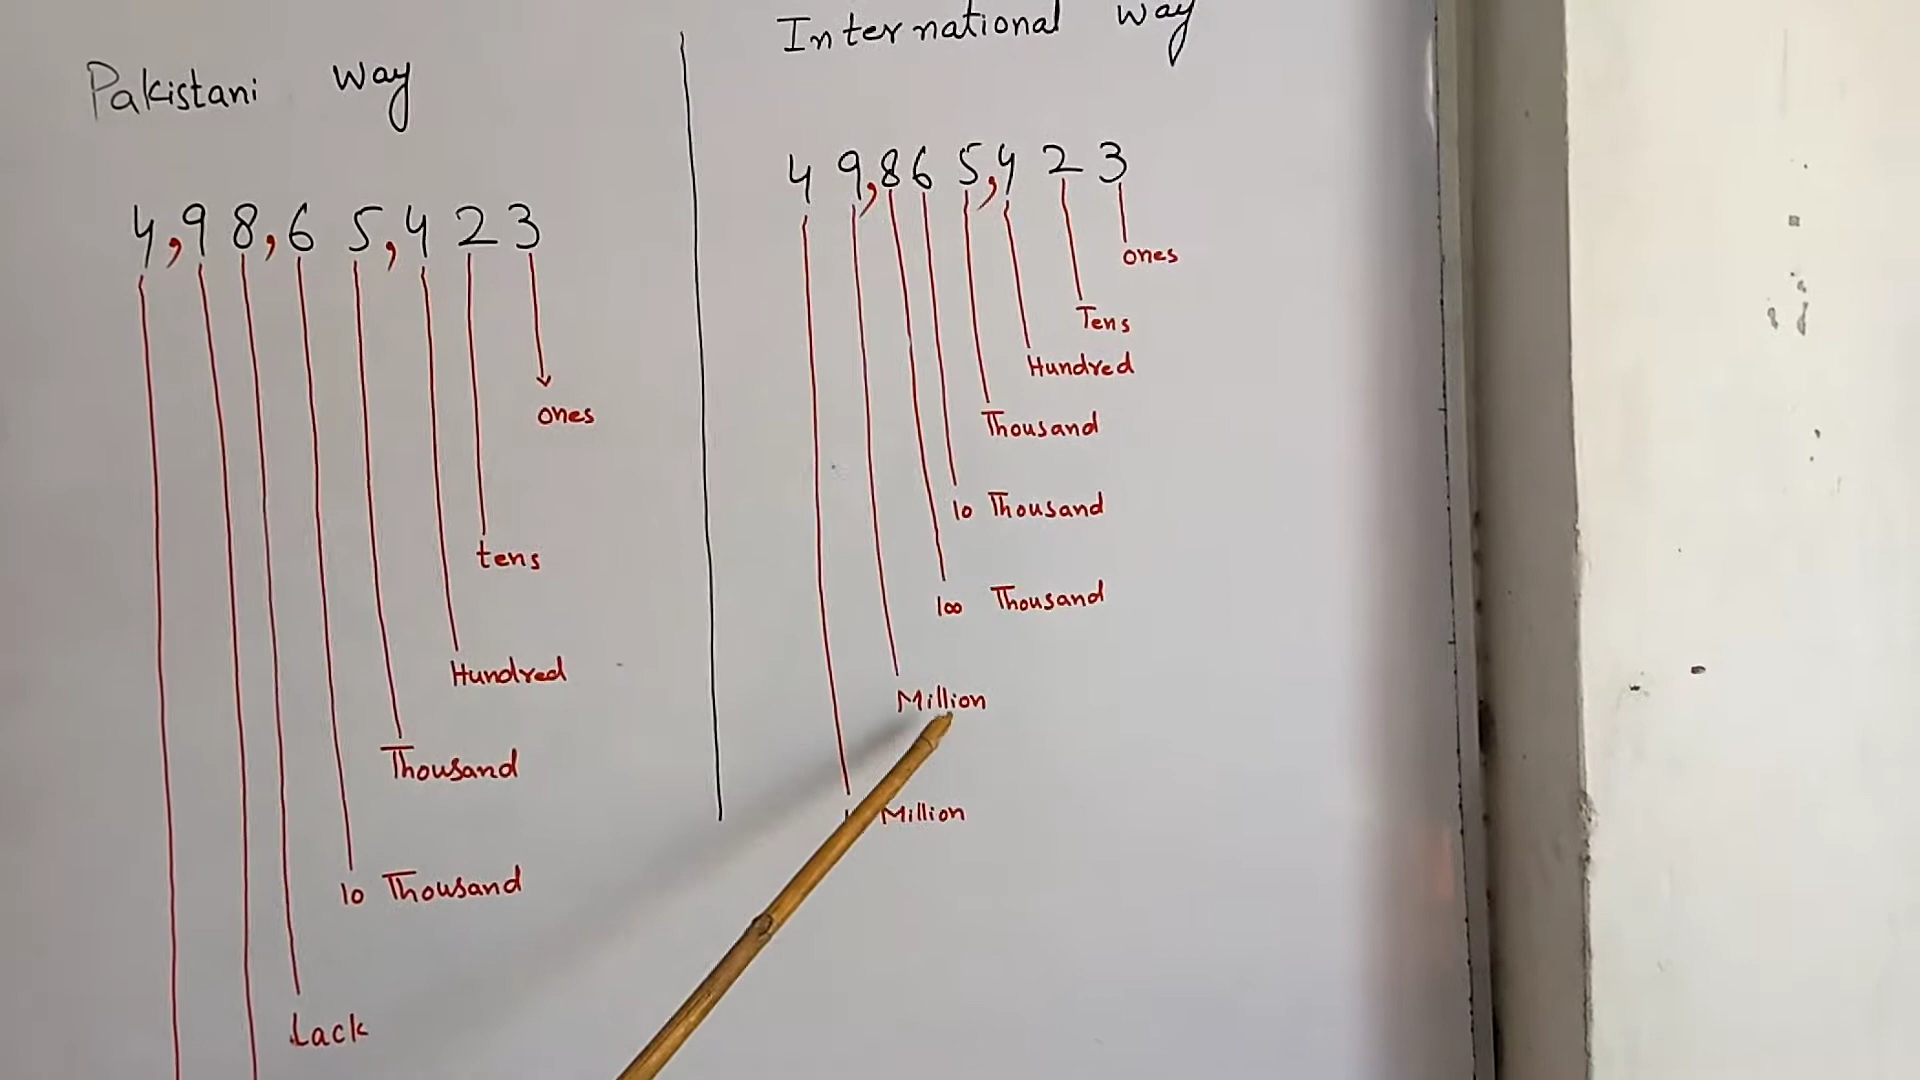 Pakistani way
4,98,65,423
ones
tens
Hundred
Thousand
10 Thousand
Lack
International way
49,865,423
ones
Tens
Hundred
Thousand
10 Thousand
100 Thousand
Million
Million